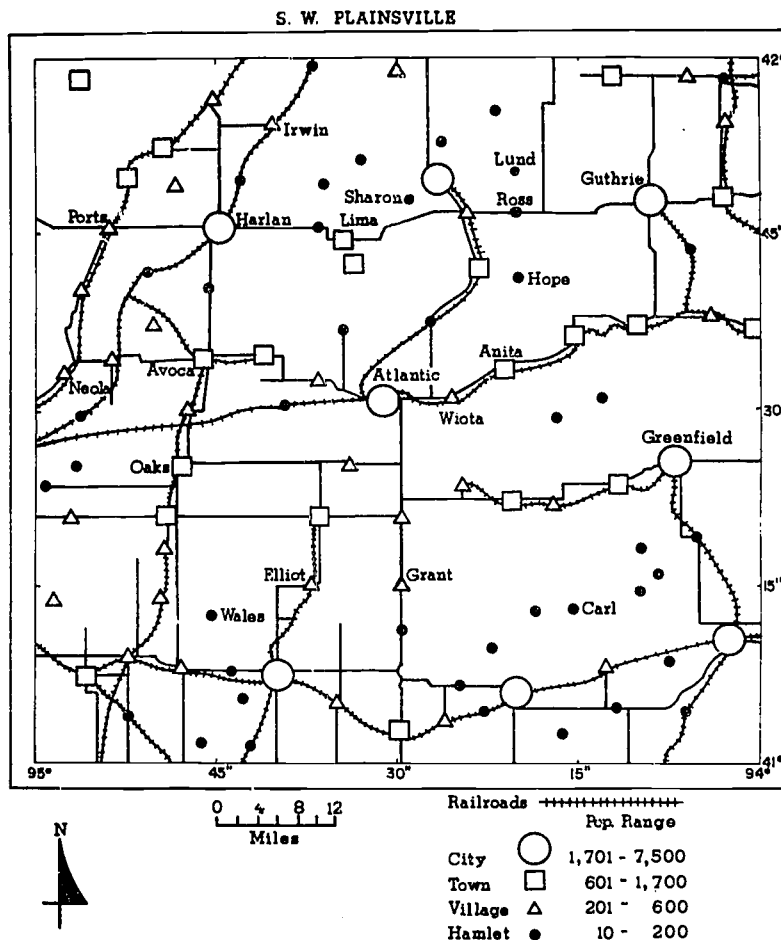 S. W. PLAINSVILLE
42°
Irwin
Lund
Sharon
Ross
Guthrie
Ports
Harlan
Lima
45"
Hope
Anita
Avoca
Neola
Atlantic
Wiota
30"
Greenfield
Oaks
Elliot
Grant
15"
Wales
Carl
95°
45"
30"
15"
94°
41°
0 4 8 12
Miles
N
Railroads
Pop. Range
City 1,701 - 7,500
Town 601 - 1,700
Village 201 - 600
Hamlet 10 - 200